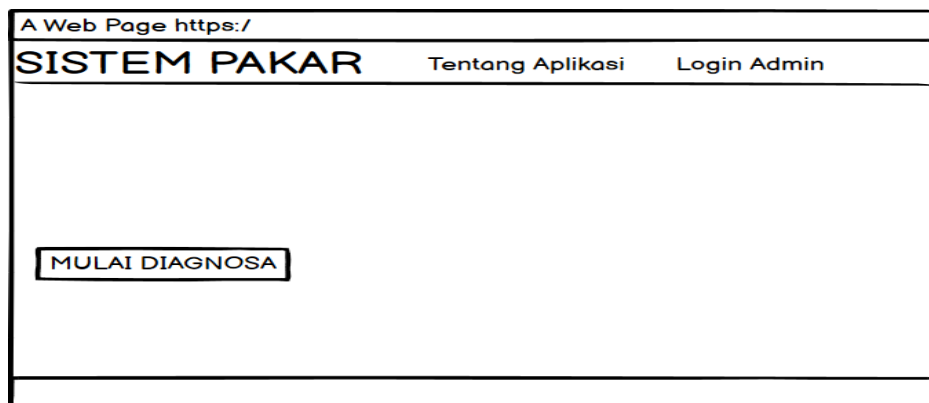 A Web Page https:/
SISTEM PAKAR Tentang Aplikasi Login Admin
MULAI DIAGNOSA